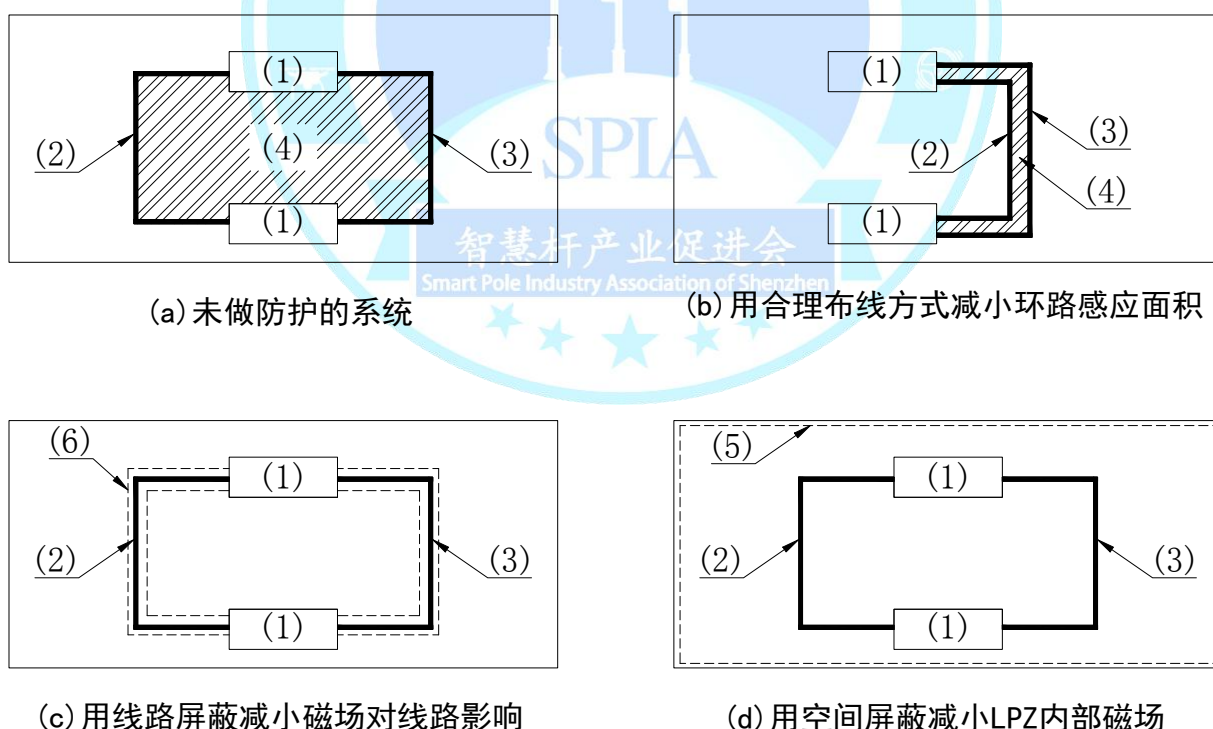 (1)
(2)
(4)
(3)
(1)
(a)未做防护的系统
(1)
(3)
(2)
(4)
(1)
(b)用合理布线方式减小环路感应面积
SPIA
智慧杆产业促进会
Smart Pole Industry Association of Shenzhen
(6)
(1)
(2)
(3)
(1)
(c)用线路屏蔽减小磁场对线路影响
(5)
(1)
(2)
(3)
(1)
(d)用空间屏蔽减小LPZ内部磁场